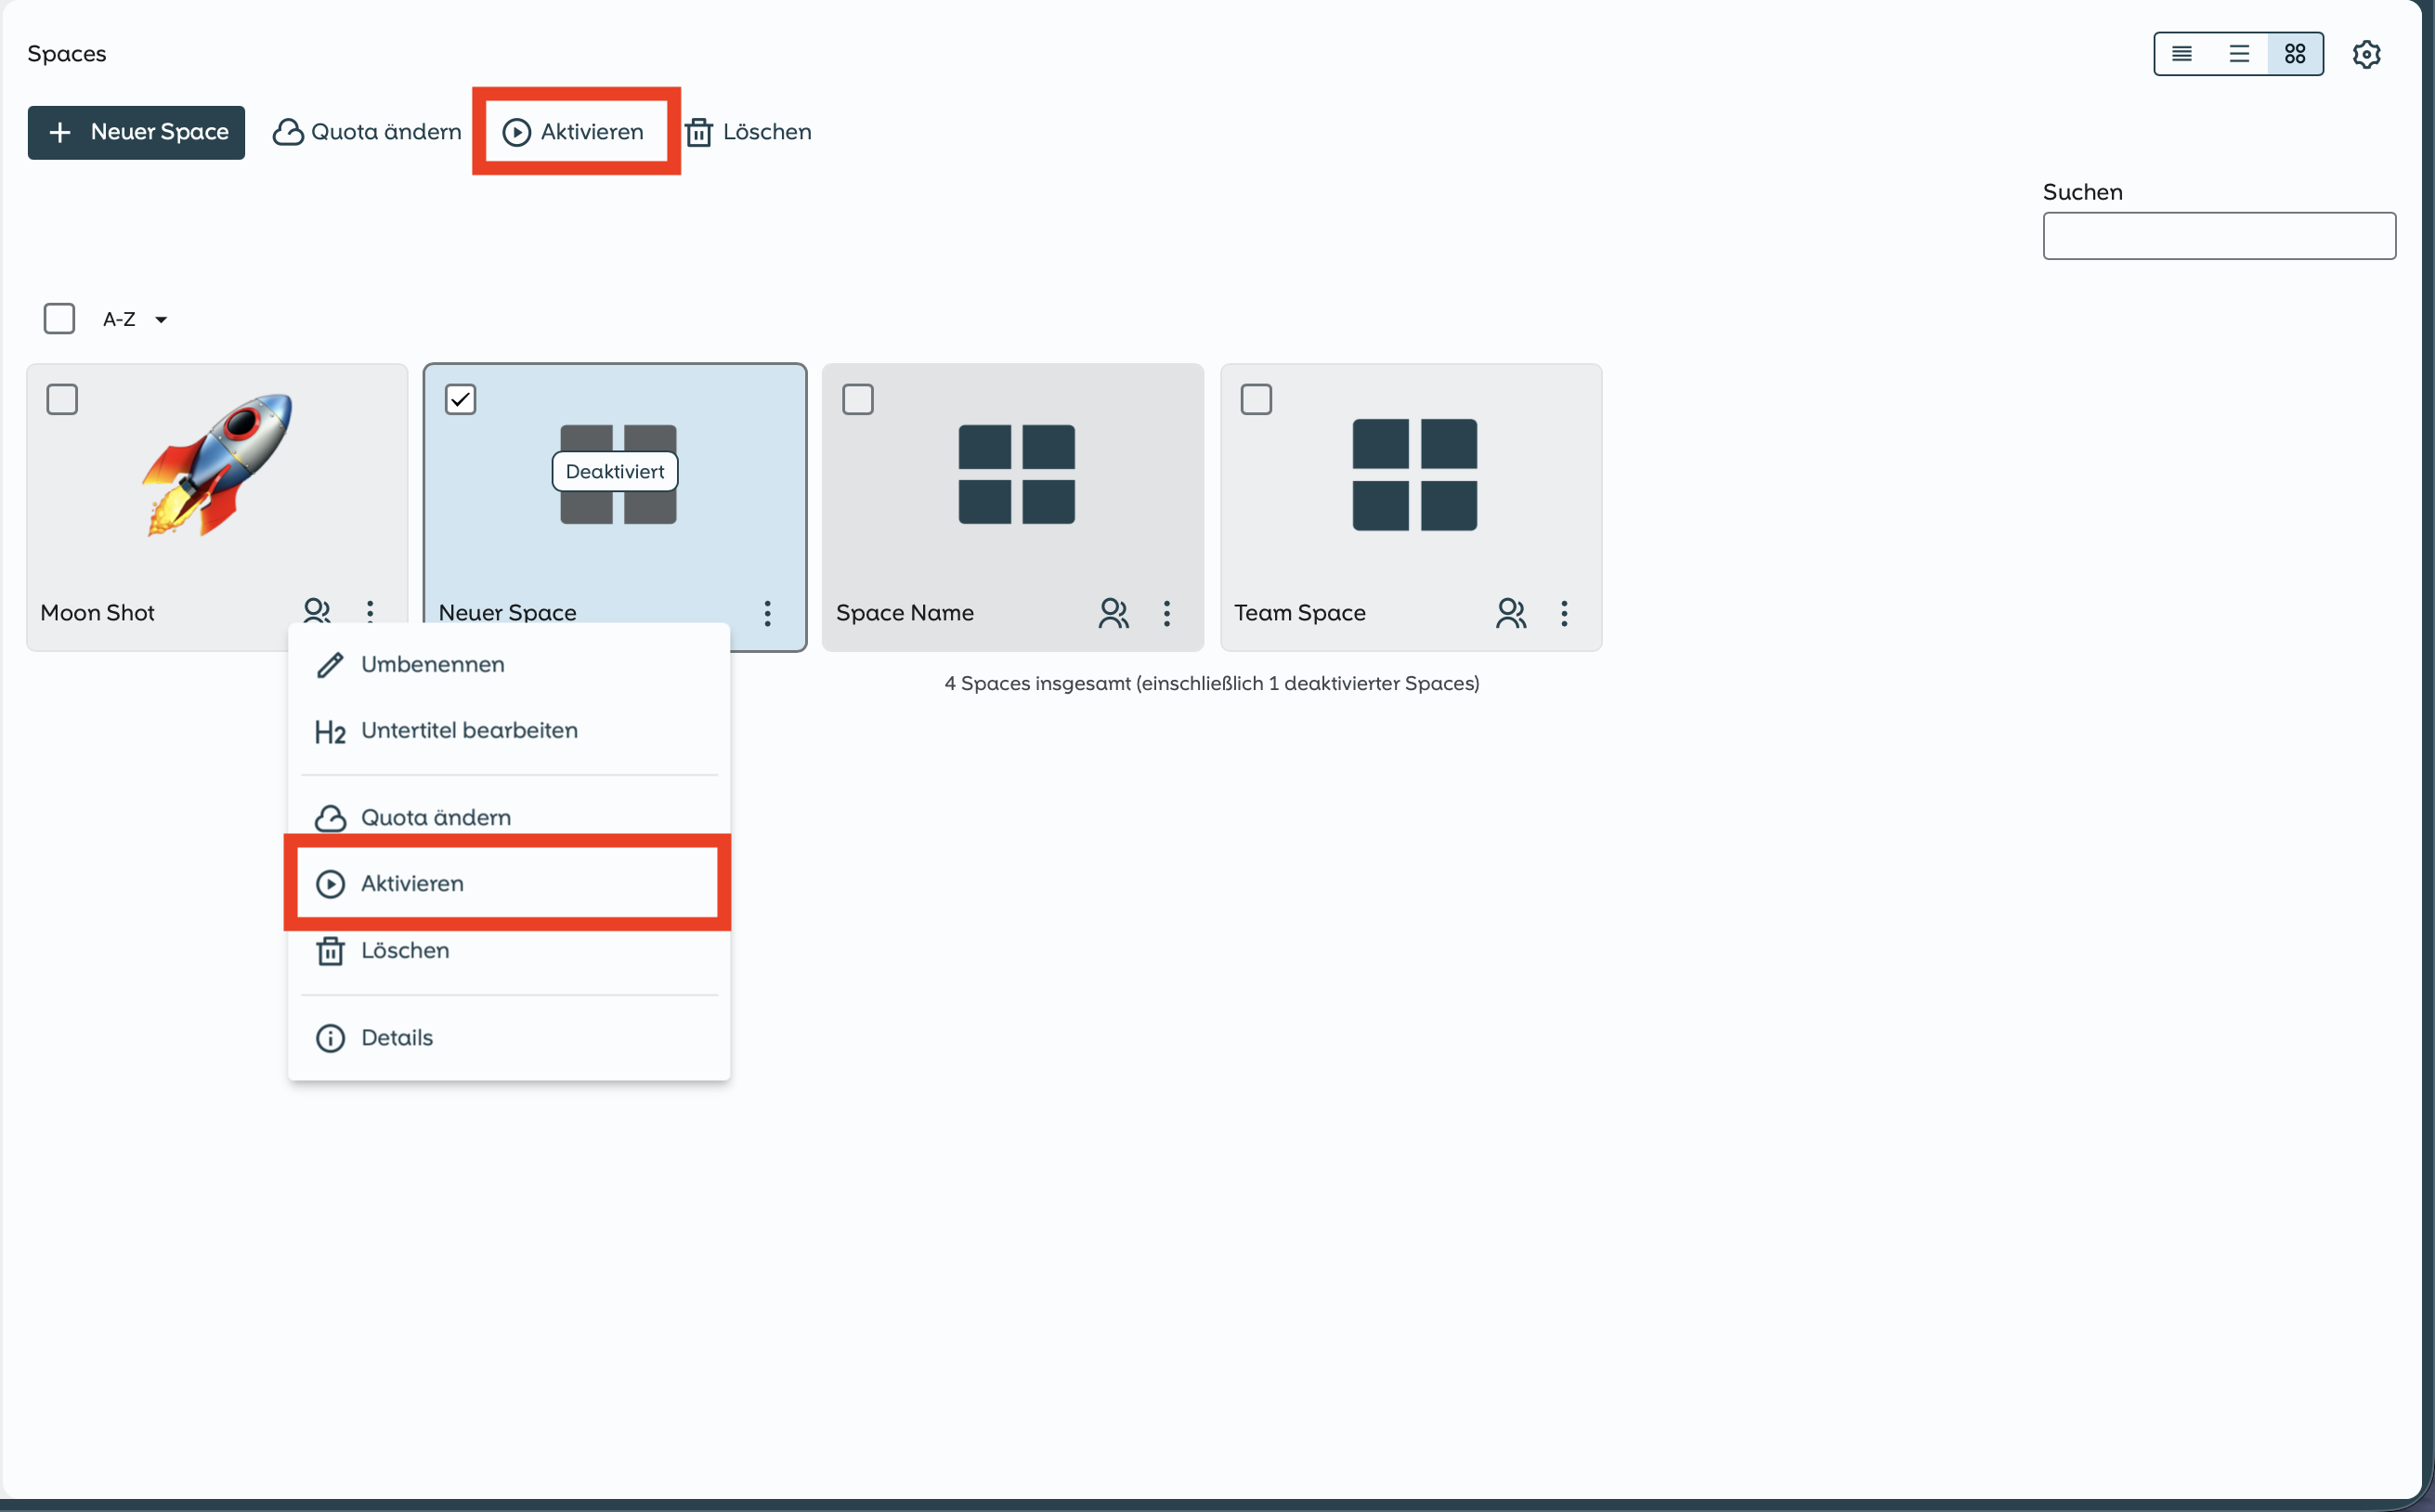 Spaces
Neuer Space
Quota ändern
Aktivieren
Löschen
Suchen
A-Z
Deaktiviert
Moon Shot
Neuer Space
Space Name
Team Space
4 Spaces insgesamt (einschließlich 1 deaktivierter Spaces)
Umbenennen
H2 Untertitel bearbeiten
Quota ändern
Aktivieren
Löschen
Details